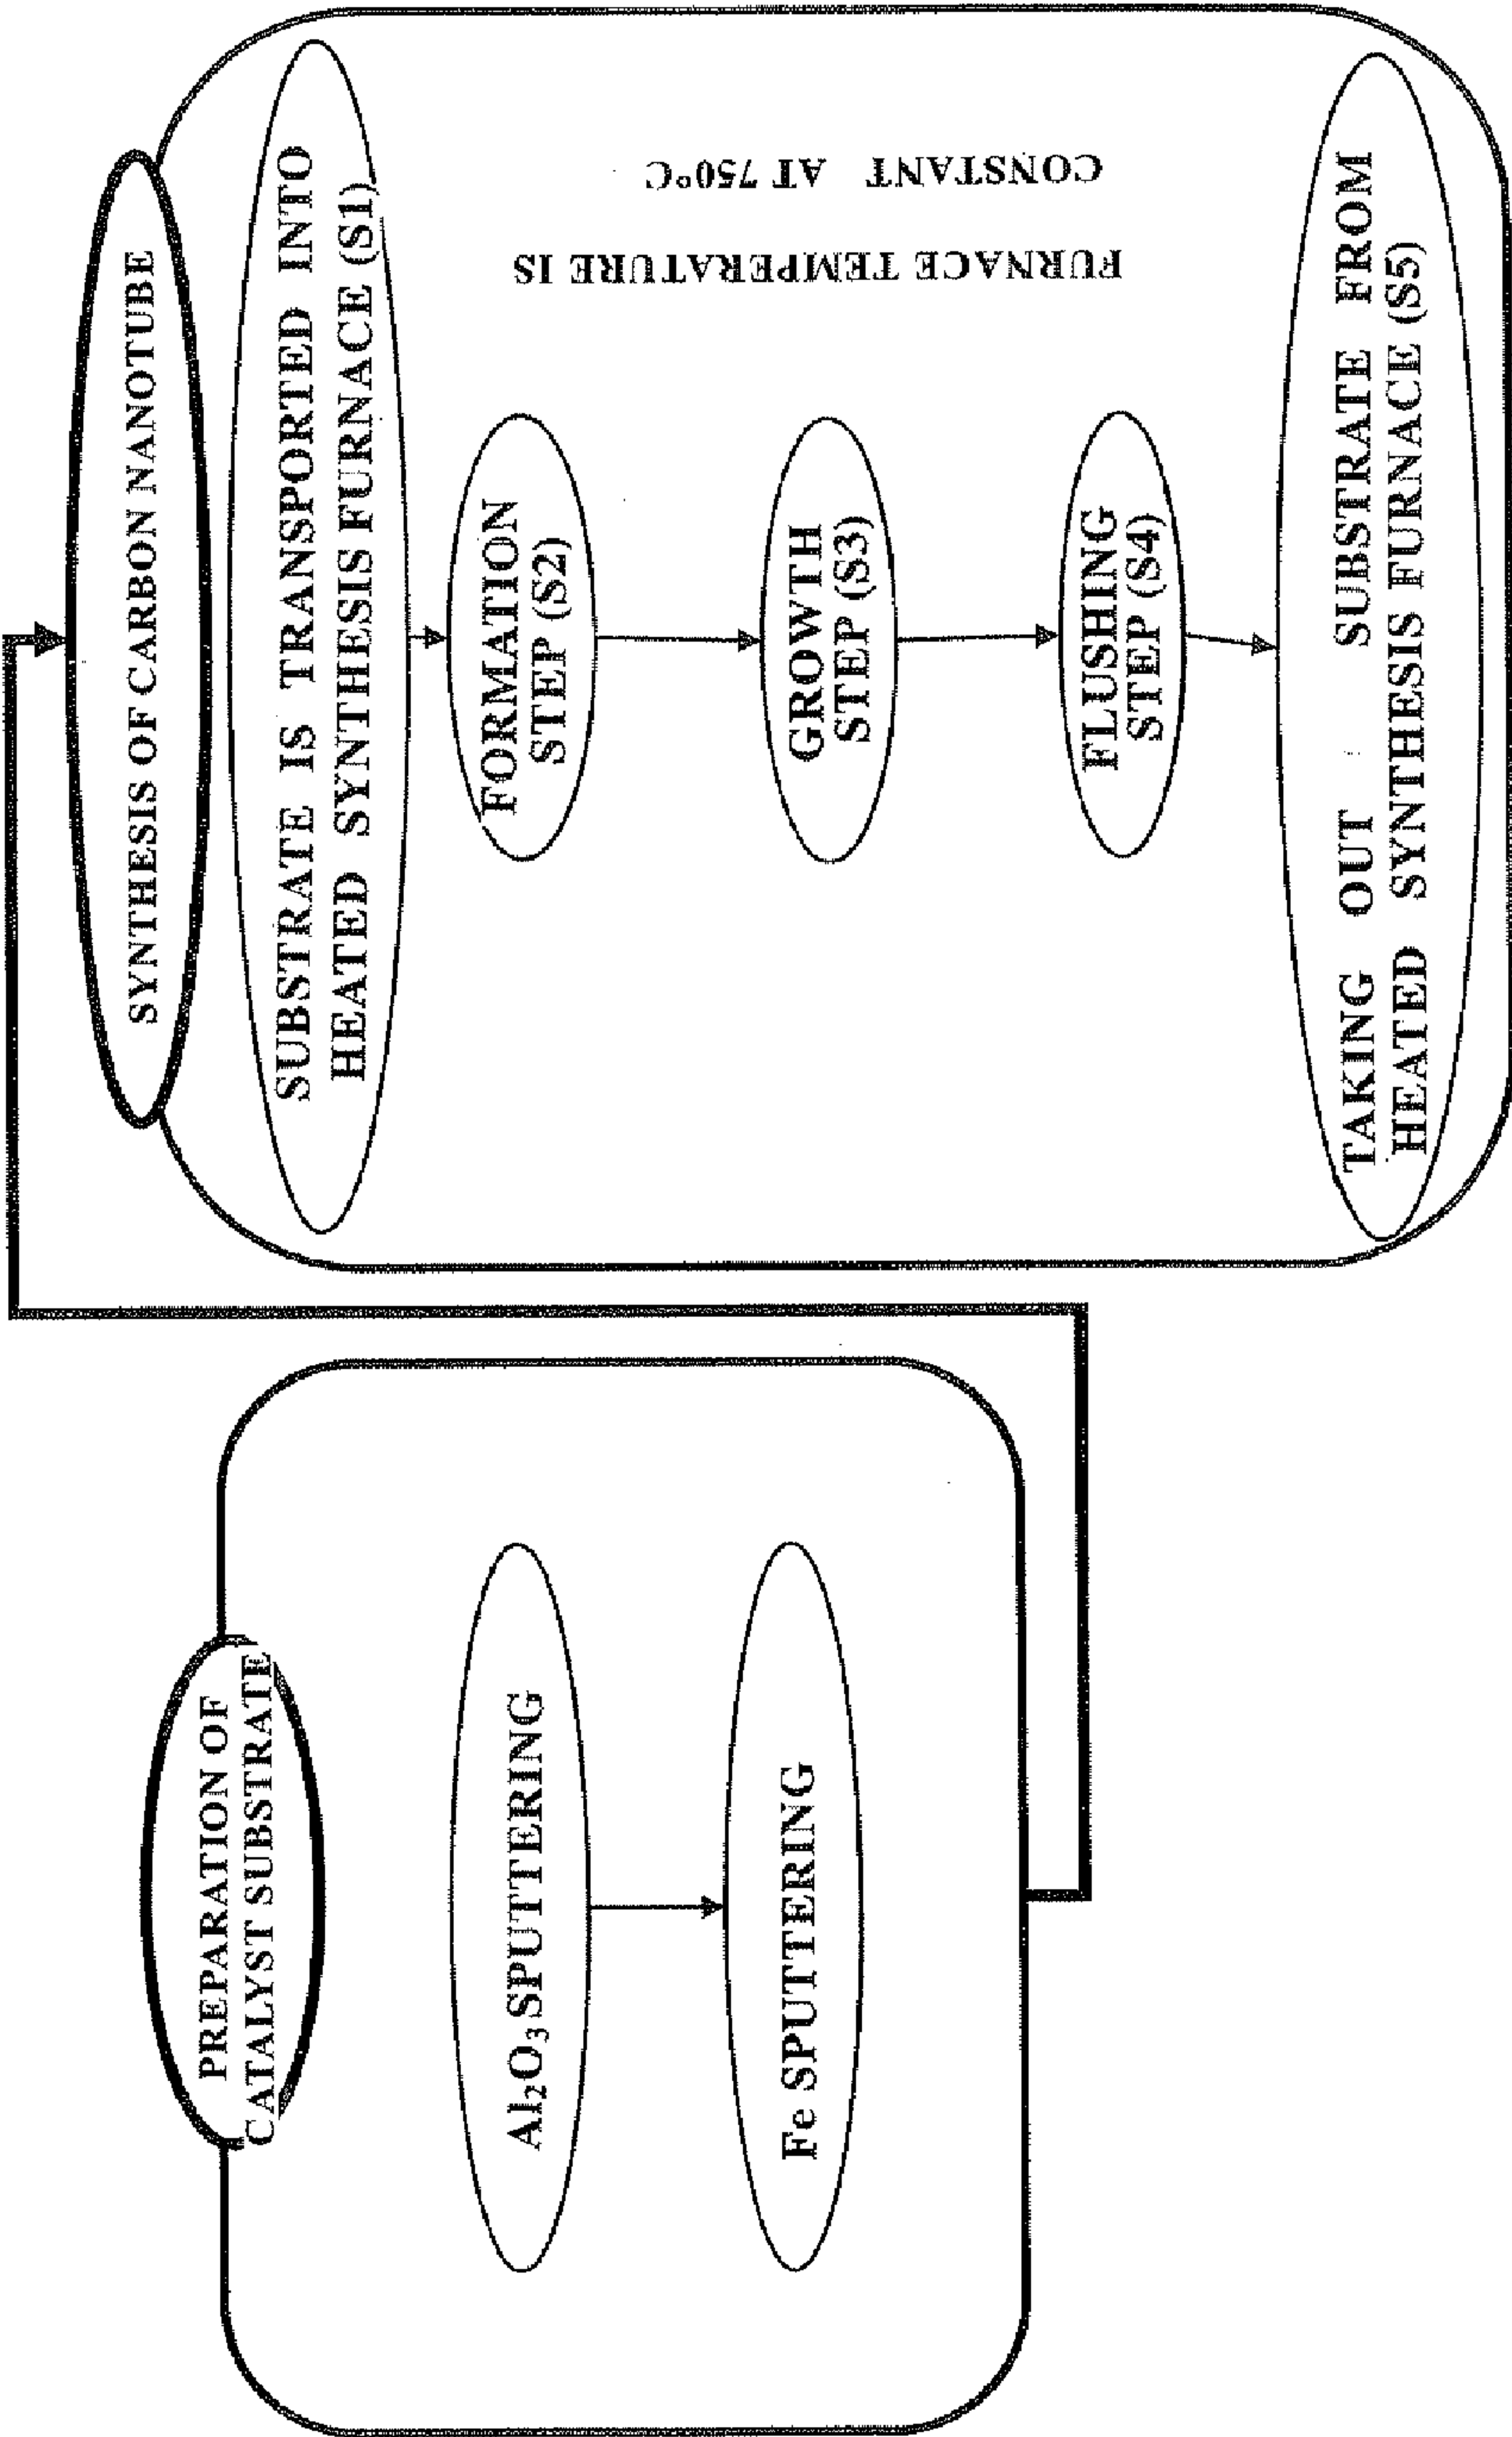 PREPARATION OF
CATALYST SUBSTRATE
Al₂O₃ SPUTTERING
Fe SPUTTERING
SYNTHESIS OF CARBON NANOTUBE
SUBSTRATE IS TRANSPORTED INTO
HEATED SYNTHESIS FURNACE (S1)
FORMATION
STEP (S2)
GROWTH
STEP (S3)
FLUSHING
STEP (S4)
TAKING OUT SUBSTRATE FROM
HEATED SYNTHESIS FURNACE (S5)
FURNACE TEMPERATURE IS
CONSTANT AT 750°C